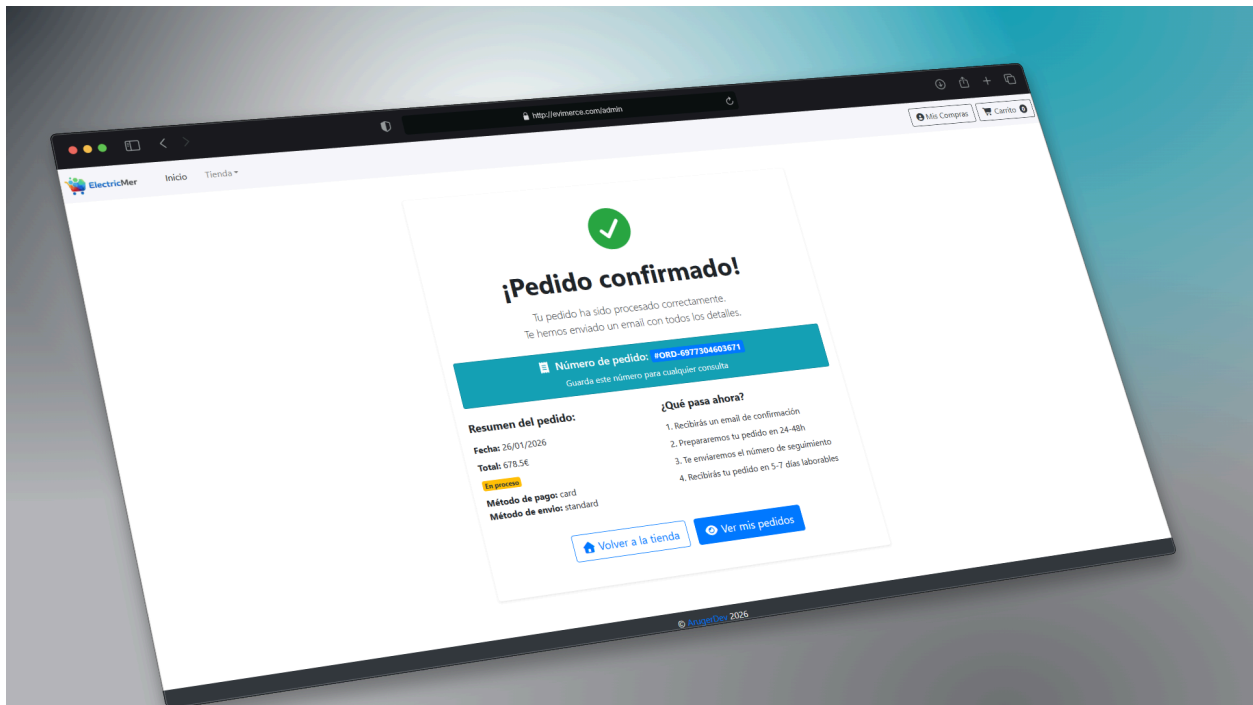 http://evimerce.com/admin
ElectricMer Inicio Tienda
Mis Compras Carrito 0
¡Pedido confirmado!
Tu pedido ha sido procesado correctamente.
Te hemos enviado un email con todos los detalles.
Número de pedido: #ORD-6977304603671
Guarda este número para cualquier consulta
Resumen del pedido:
Fecha: 26/01/2026
Total: 678.5€
En proceso
Método de pago: card
Método de envio: standard
¿Qué pasa ahora?
1. Recibirás un email de confirmación
2. Prepararemos tu pedido en 24-48h
3. Te enviaremos el número de seguimiento
4. Recibirás tu pedido en 5-7 días laborables
Volver a la tienda
Ver mis pedidos
© ArugerDev 2026